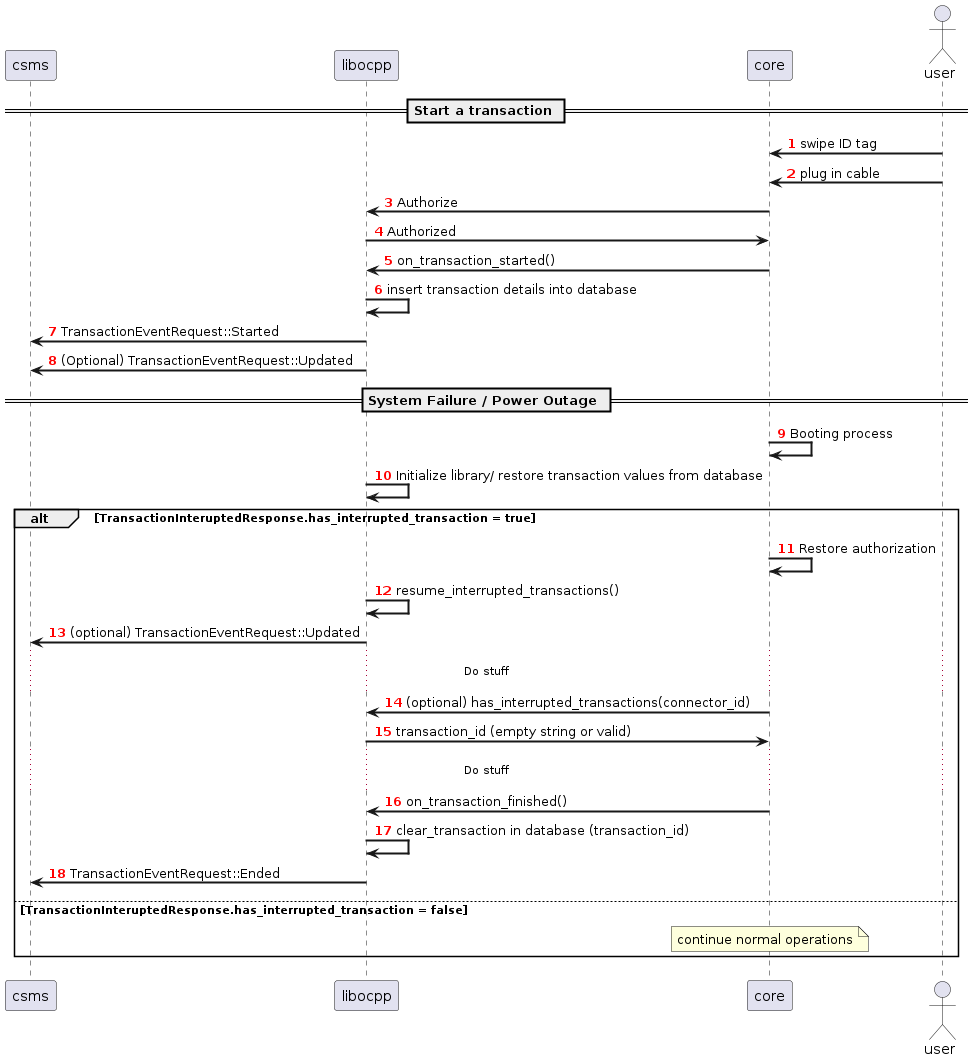 user
csms
libocpp
core
Start a transaction
1 swipe ID tag
2 plug in cable
3 Authorize
4 Authorized
5 on_transaction_started()
6 insert transaction details into database
7 TransactionEventRequest::Started
8 (Optional) TransactionEventRequest::Updated
System Failure / Power Outage
9 Booting process
10 Initialize library/ restore transaction values from database
alt [TransactionInteruptedResponse.has_interrupted_transaction = true]
11 Restore authorization
12 resume_interrupted_transactions()
13 (optional) TransactionEventRequest::Updated
Do stuff
14 (optional) has_interrupted_transactions(connector_id)
15 transaction_id (empty string or valid)
Do stuff
16 on_transaction_finished()
17 clear_transaction in database (transaction_id)
18 TransactionEventRequest::Ended
[TransactionInteruptedResponse.has_interrupted_transaction = false]
continue normal operations
csms
libocpp
core
user